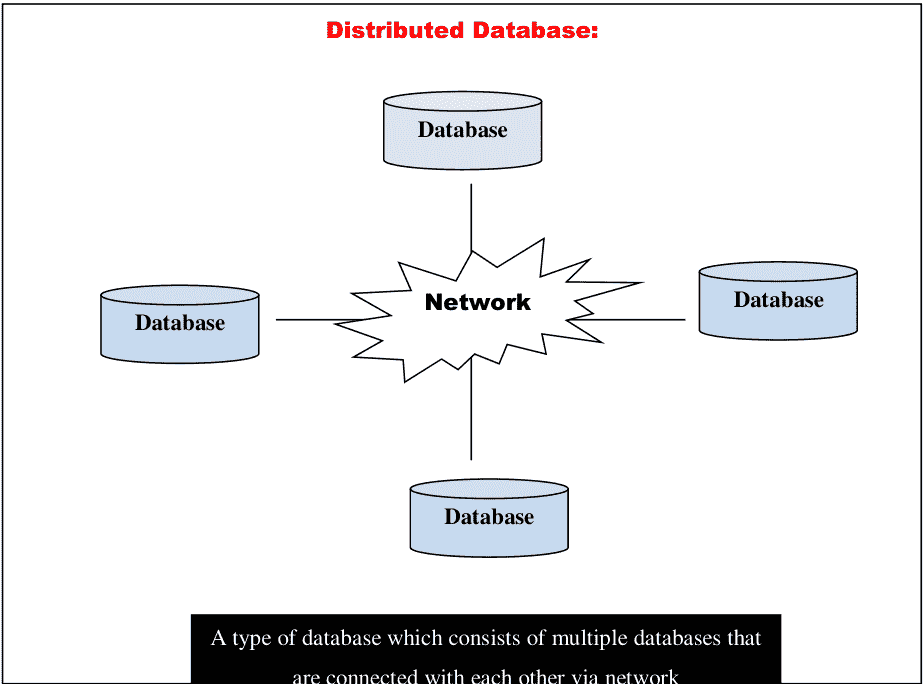 Distributed Database:
Database
Network
Database
Database
Database
A type of database which consists of multiple databases that
are connected with each other via network